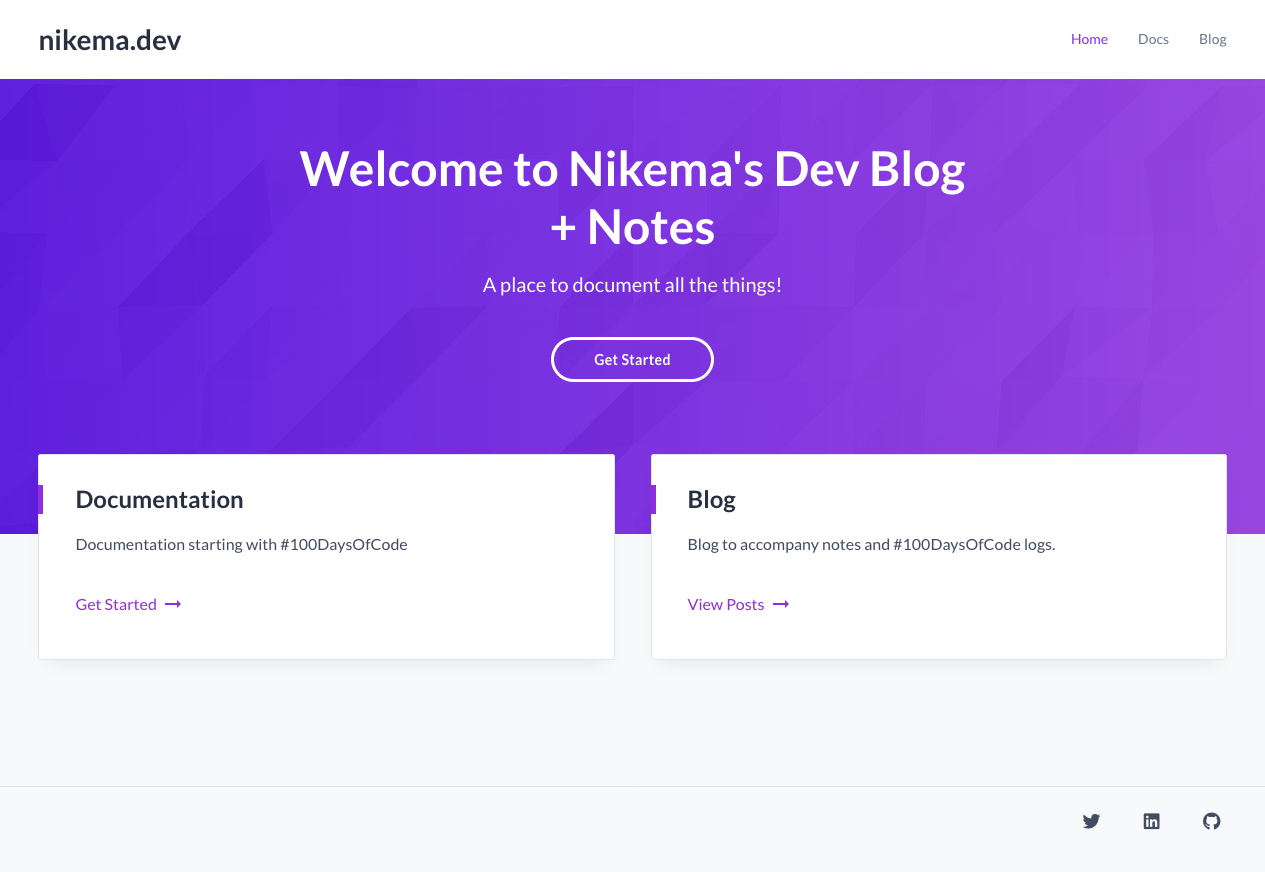 nikema.dev
Home Docs Blog
Welcome to Nikema's Dev Blog
+ Notes
A place to document all the things!
Get Started
Documentation
Documentation starting with #100DaysOfCode
Get Started
Blog
Blog to accompany notes and #100DaysOfCode logs.
View Posts